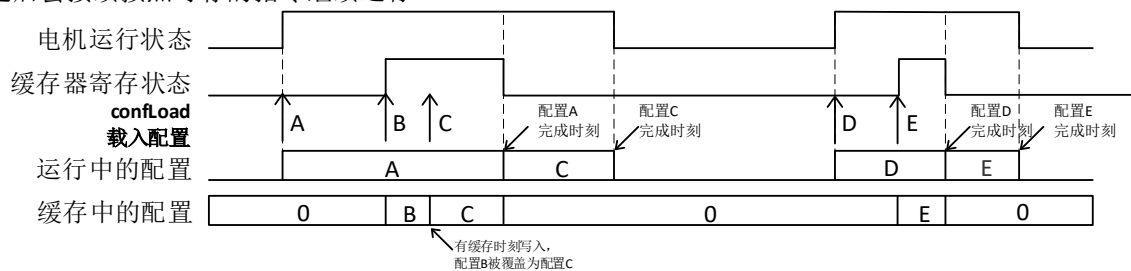 电机运行状态
缓存器寄存状态
confLoad
载入配置
A
B
C
配置A
完成时刻
配置C
完成时刻
D
E
配置D
完成时刻
配置E
完成时刻
运行中的配置
A
C
D
E
缓存中的配置
0
B
C
0
E
0
有缓存时刻写入，
配置B被覆盖为配置C